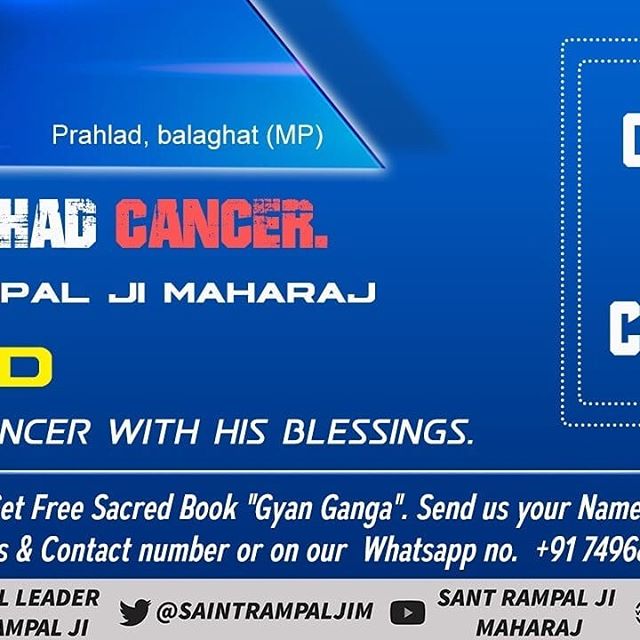 Prahlad, balaghat (MP)
HAD CANCER.
PAL JI MAHARAJ
D
NCER WITH HIS BLESSINGS.
et Free Sacred Book "Gyan Ganga". Send us your Name
s & Contact number or on our Whatsapp no. +91 7496
L LEADER
AMPAL JI
@SAINTRAMPALJIM
SANT RAMPAL JI
MAHARAJ